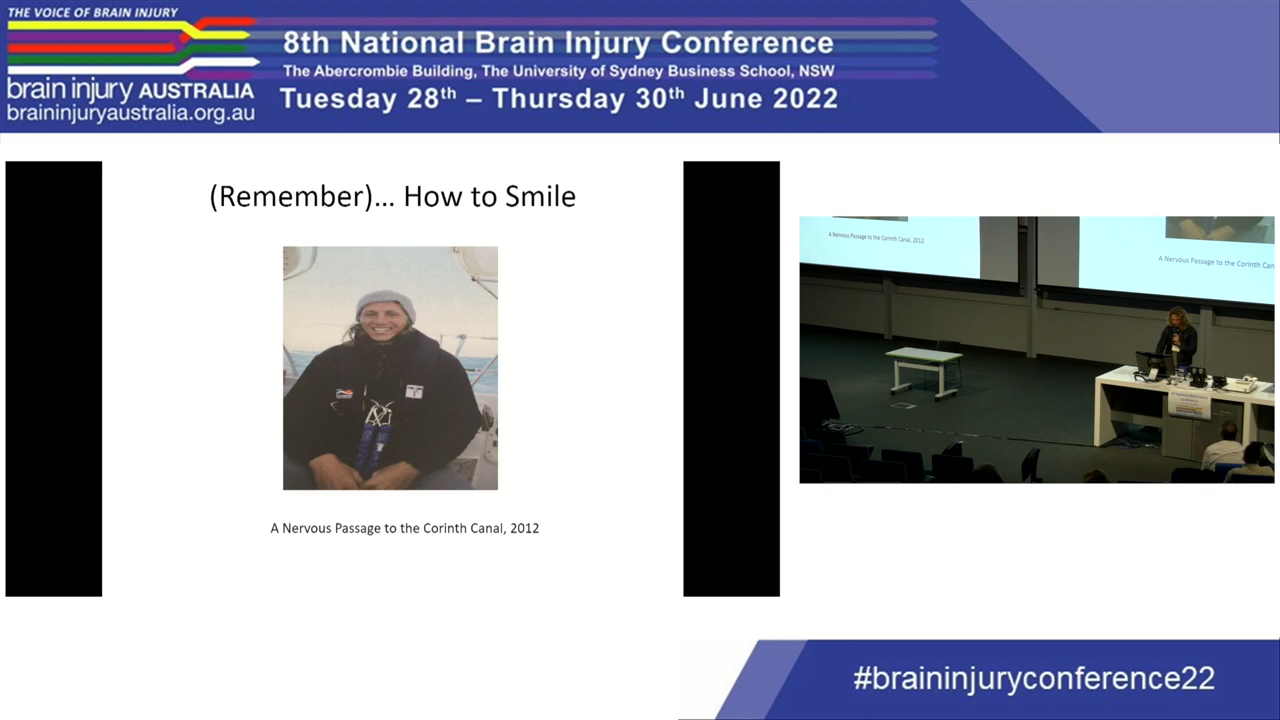 THE VOICE OF BRAIN INJURY
brain injury AUSTRALIA
braininjuryaustralia.org.au
8th National Brain Injury Conference
The Abercrombie Building, The University of Sydney Business School, NSW
Tuesday 28th – Thursday 30th June 2022
(Remember)... How to Smile
A Nervous Passage to the Corinth Canal, 2012
A Nervous Passage to the Corinth Canal, 2012
A Nervous Passage to the Corinth Can
#braininjuryconference22